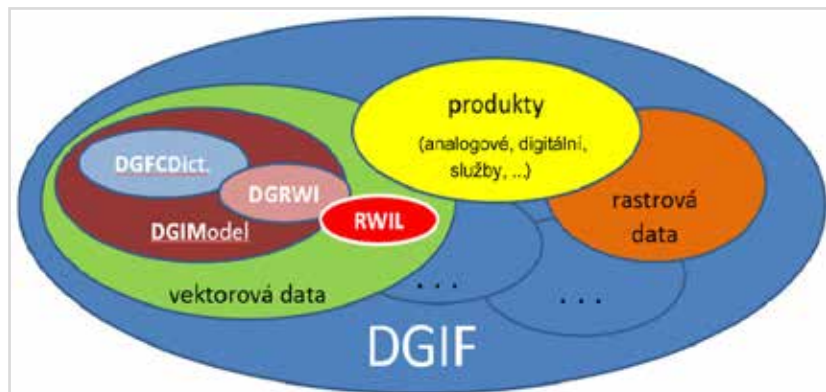 produkty
(analogové, digitální,
služby, ...)
DGFCDict.
DGRWI
RWIL
DGIModel
rastrová
data
vektorová data
. . .
. . .
DGIF